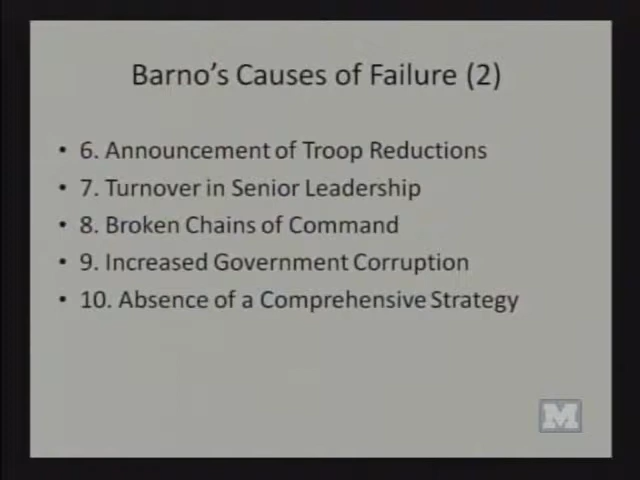 Barno's Causes of Failure (2)
• 6. Announcement of Troop Reductions
• 7. Turnover in Senior Leadership
• 8. Broken Chains of Command
• 9. Increased Government Corruption
• 10. Absence of a Comprehensive Strategy
M